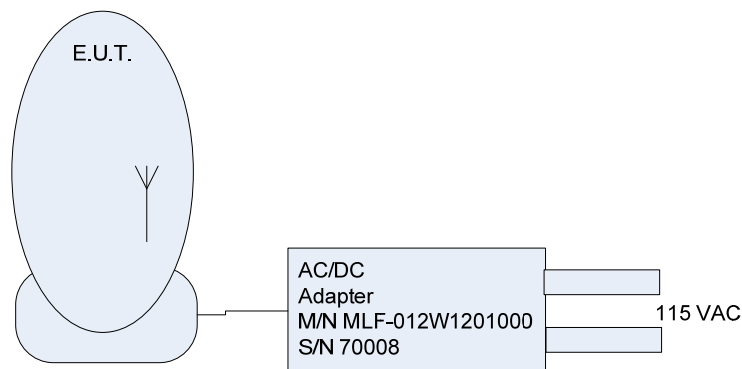 E.U.T.
AC/DC
Adapter
M/N MLF-012W1201000
S/N 70008
115 VAC